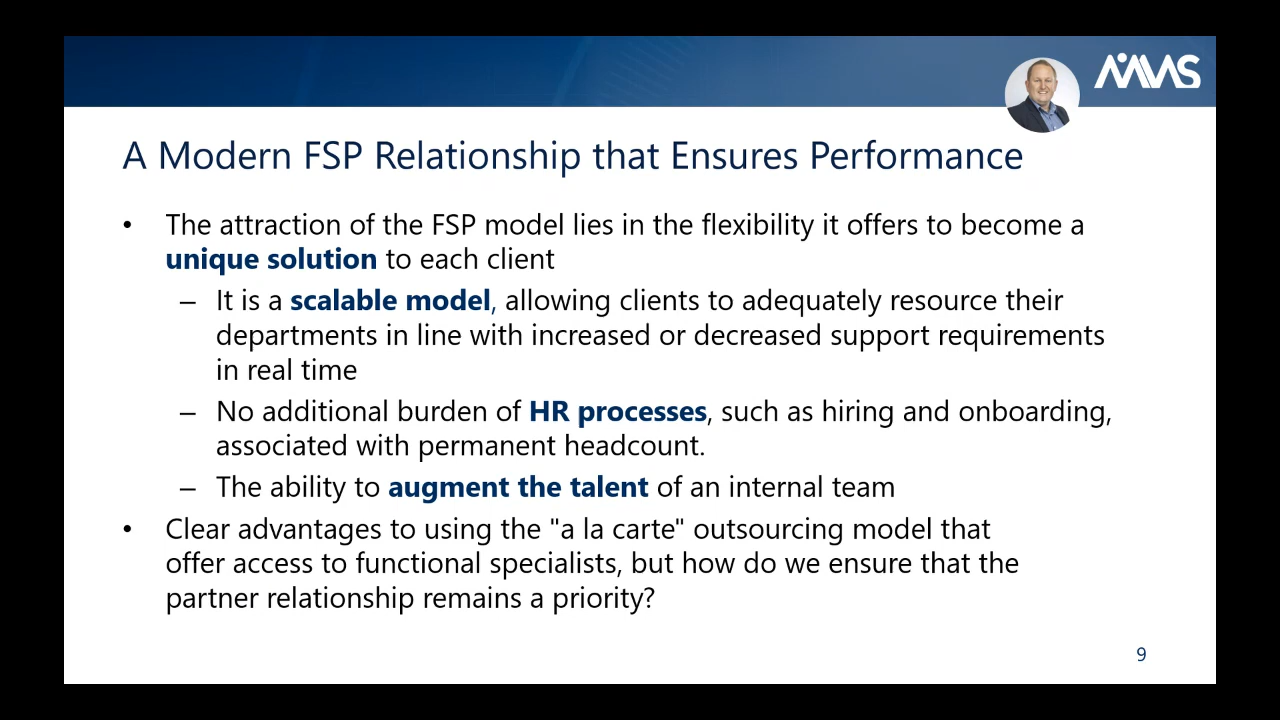 A Modern FSP Relationship that Ensures Performance
• The attraction of the FSP model lies in the flexibility it offers to become a
unique solution to each client
– It is a scalable model, allowing clients to adequately resource their
departments in line with increased or decreased support requirements
in real time
– No additional burden of HR processes, such as hiring and onboarding,
associated with permanent headcount.
– The ability to augment the talent of an internal team
• Clear advantages to using the "a la carte" outsourcing model that
offer access to functional specialists, but how do we ensure that the
partner relationship remains a priority?
9